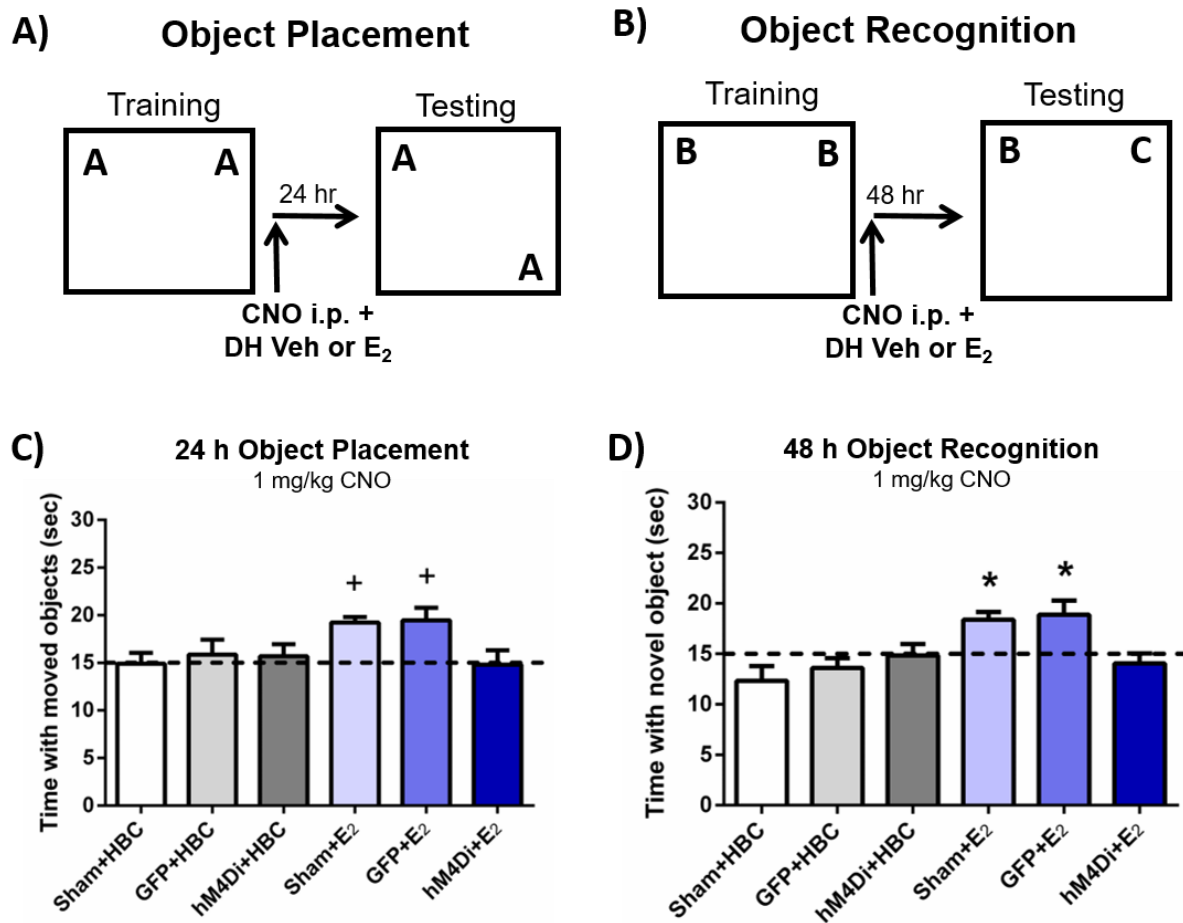 A)
Object Placement
Training
Testing
A
A
A
A
24 hr
CNO i.p. +
DH Veh or E₂
B)
Object Recognition
Training
Testing
B
B
B
C
48 hr
CNO i.p. +
DH Veh or E₂
C)
24 h Object Placement
1 mg/kg CNO
Time with moved objects (sec)
30
25
20
15
10
5
0
+
+
Sham+HBC
GFP+HBC
hM4Di+HBC
Sham+E₂
GFP+E₂
hM4Di+E₂
D)
48 h Object Recognition
1 mg/kg CNO
Time with novel object (sec)
30
25
20
15
10
5
0
*
*
Sham+HBC
GFP+HBC
hM4Di+HBC
Sham+E₂
GFP+E₂
hM4Di+E₂